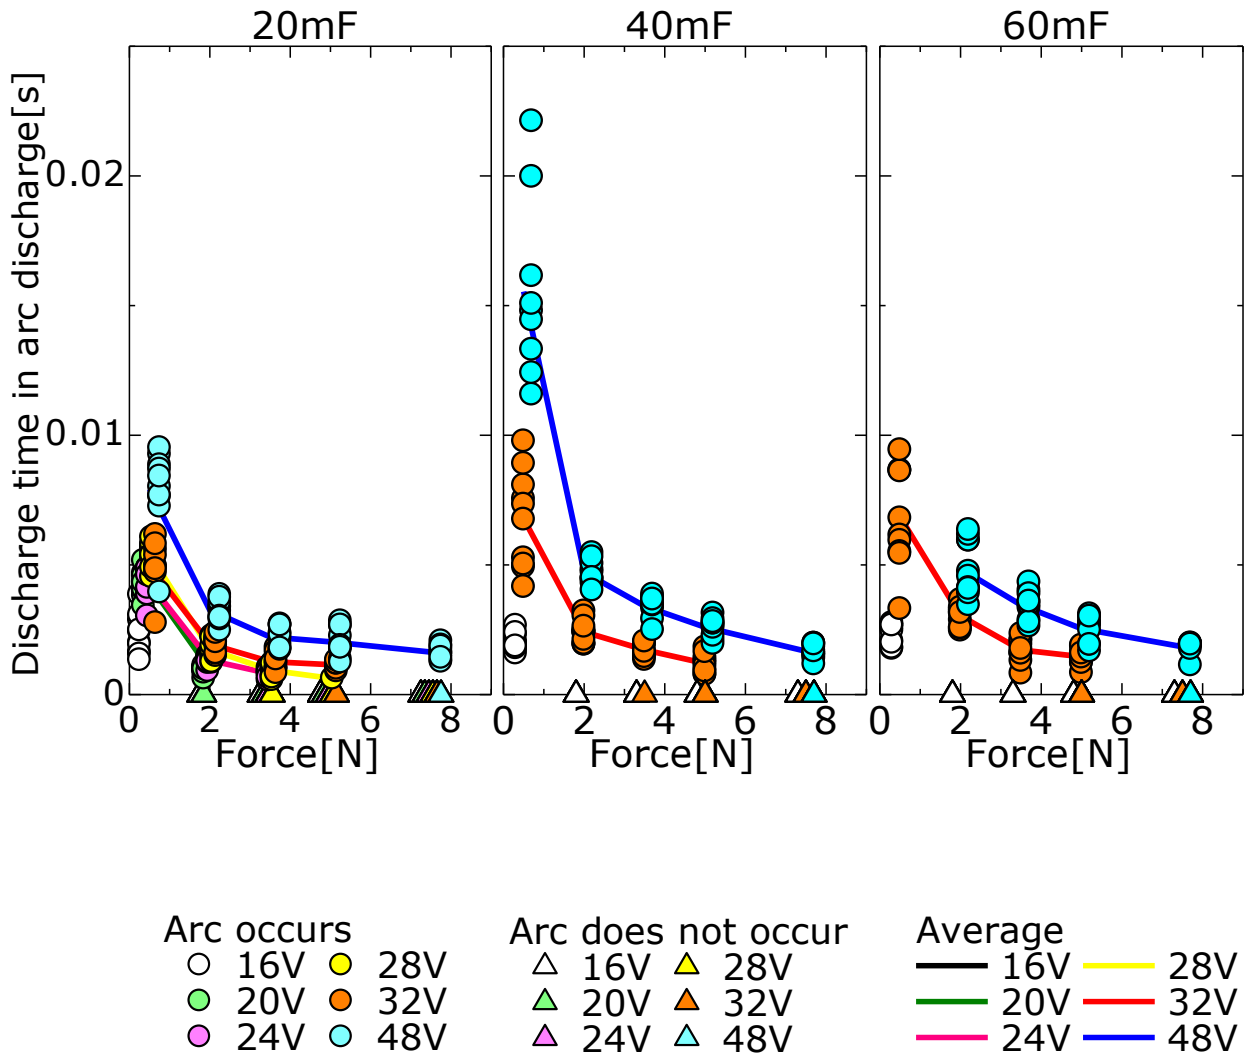 20mF 40mF 60mF
Discharge time in arc discharge[s]
0.02
0.01
0
0 2 4 6 8 0 2 4 6 8 0 2 4 6 8
Force[N] Force[N] Force[N]
Arc occurs Arc does not occur Average
16V 28V 16V 28V 16V 28V
20V 32V 20V 32V 20V 32V
24V 48V 24V 48V 24V 48V